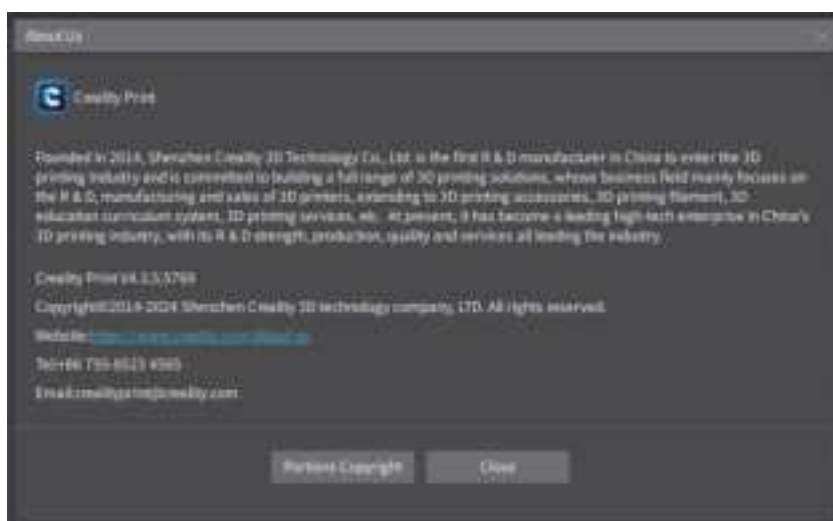 About Us
Creality Print
Founded in 2014, Shenzhen Creality 3D Technology Co., Ltd. is the first R & D manufacturer in China to enter the 3D
printing industry and is committed to building a full range of 3D printing solutions, whose business field mainly focuses on
the R & D, manufacturing and sales of 3D printers, extending to 3D printing accessories, 3D printing filament, 3D
education curriculum system, 3D printing services, etc. At present, it has become a leading high-tech enterprise in China's
3D printing industry, with its R & D strength, production, quality and services all leading the industry.
Creality Print
Copyright©2014-2024 Shenzhen Creality 3D technology company, LTD. All rights reserved.
Website:
Tel:+86 755
Email:crealityprint@creality.com
Portions Copyright
Close